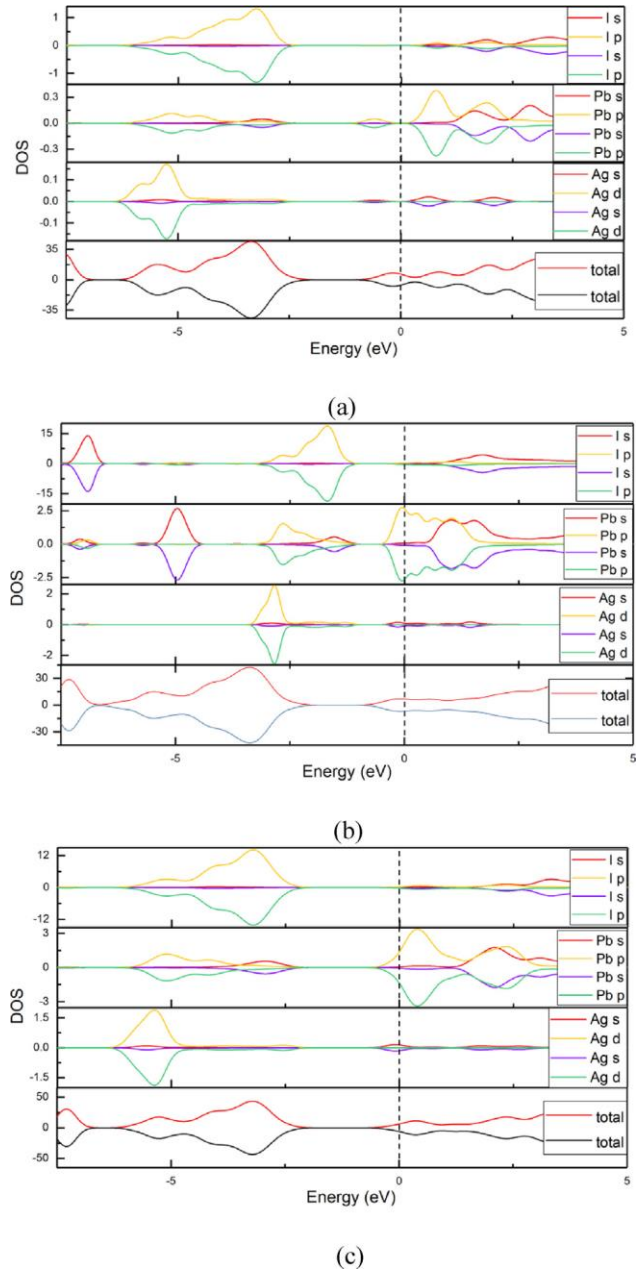 1
0
-1
I s
I p
I s
I p
0.3
0.0
-0.3
Pb s
Pb p
Pb s
Pb p
0.1
0.0
-0.1
Ag s
Ag d
Ag s
Ag d
35
0
-35
total
total
DOS
-5 0 5
Energy (eV)
(a)
15
0
-15
I s
I p
I s
I p
2.5
0.0
-2.5
Pb s
Pb p
Pb s
Pb p
2
0
-2
Ag s
Ag d
Ag s
Ag d
30
0
-30
total
total
DOS
-5 0 5
Energy (eV)
(b)
12
0
-12
I s
I p
I s
I p
3
0
-3
Pb s
Pb p
Pb s
Pb p
1.5
0.0
-1.5
Ag s
Ag d
Ag s
Ag d
50
0
-50
total
total
DOS
-5 0 5
Energy (eV)
(c)